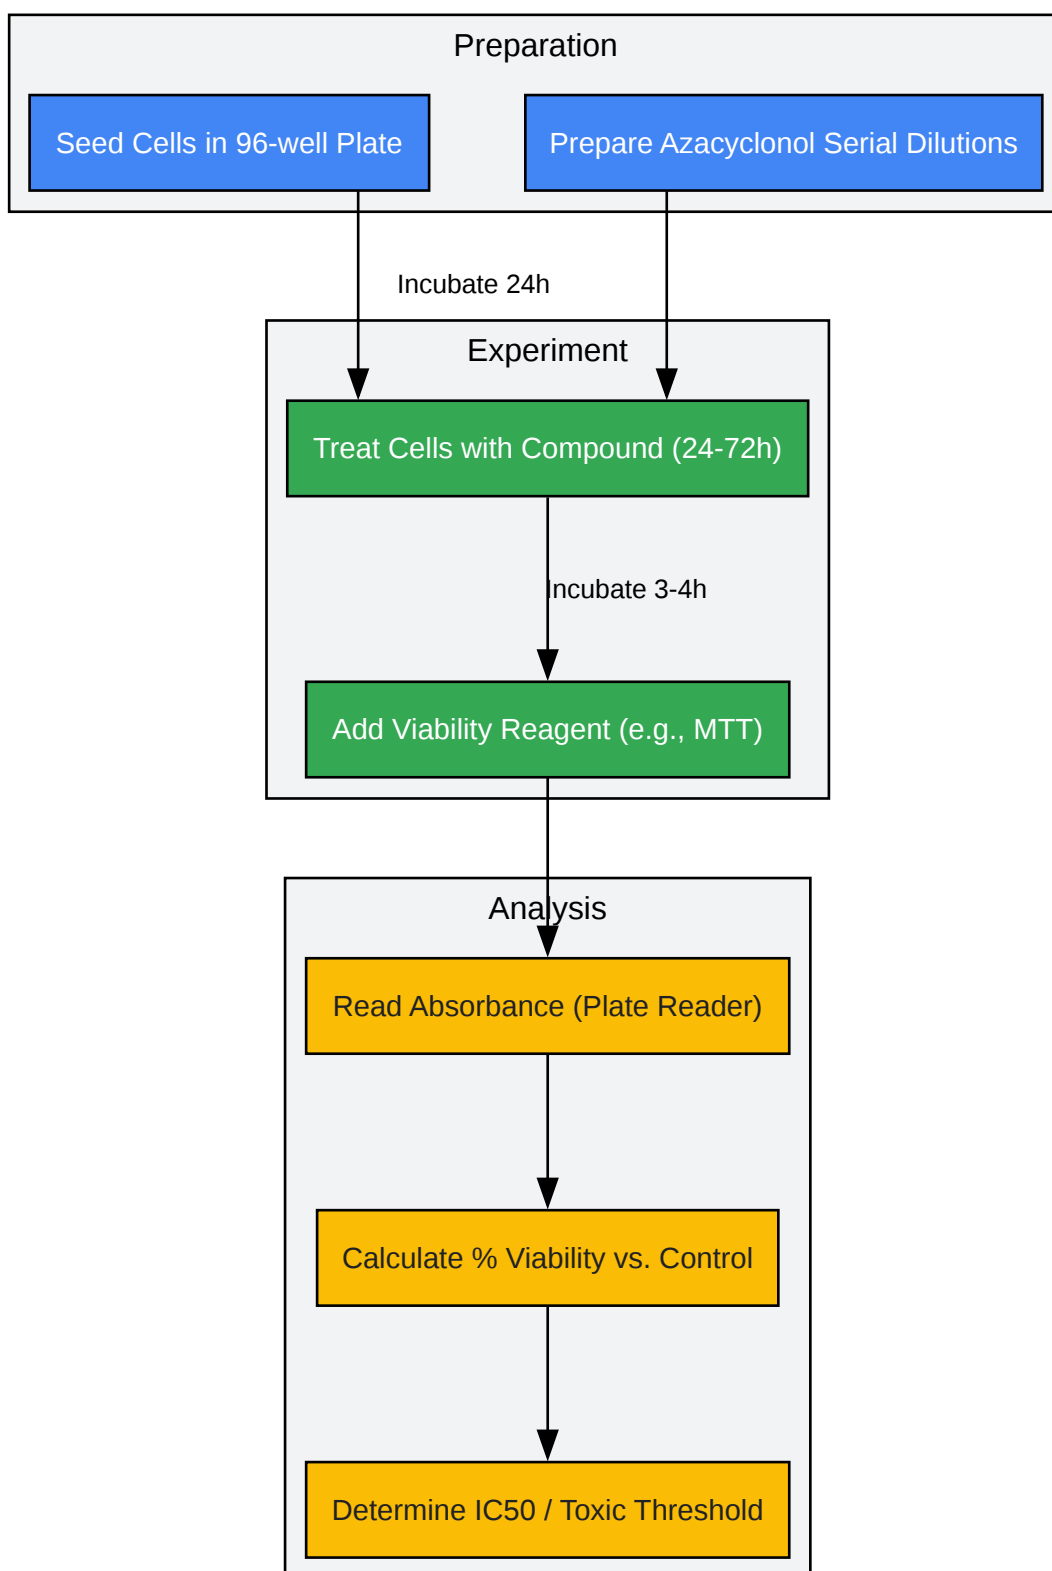 Preparation
Seed Cells in 96-well Plate
Prepare Azacyclonol Serial Dilutions
Incubate 24h
Experiment
Treat Cells with Compound (24-72h)
Incubate 3-4h
Add Viability Reagent (e.g., MTT)
Analysis
Read Absorbance (Plate Reader)
Calculate % Viability vs. Control
Determine IC50 / Toxic Threshold